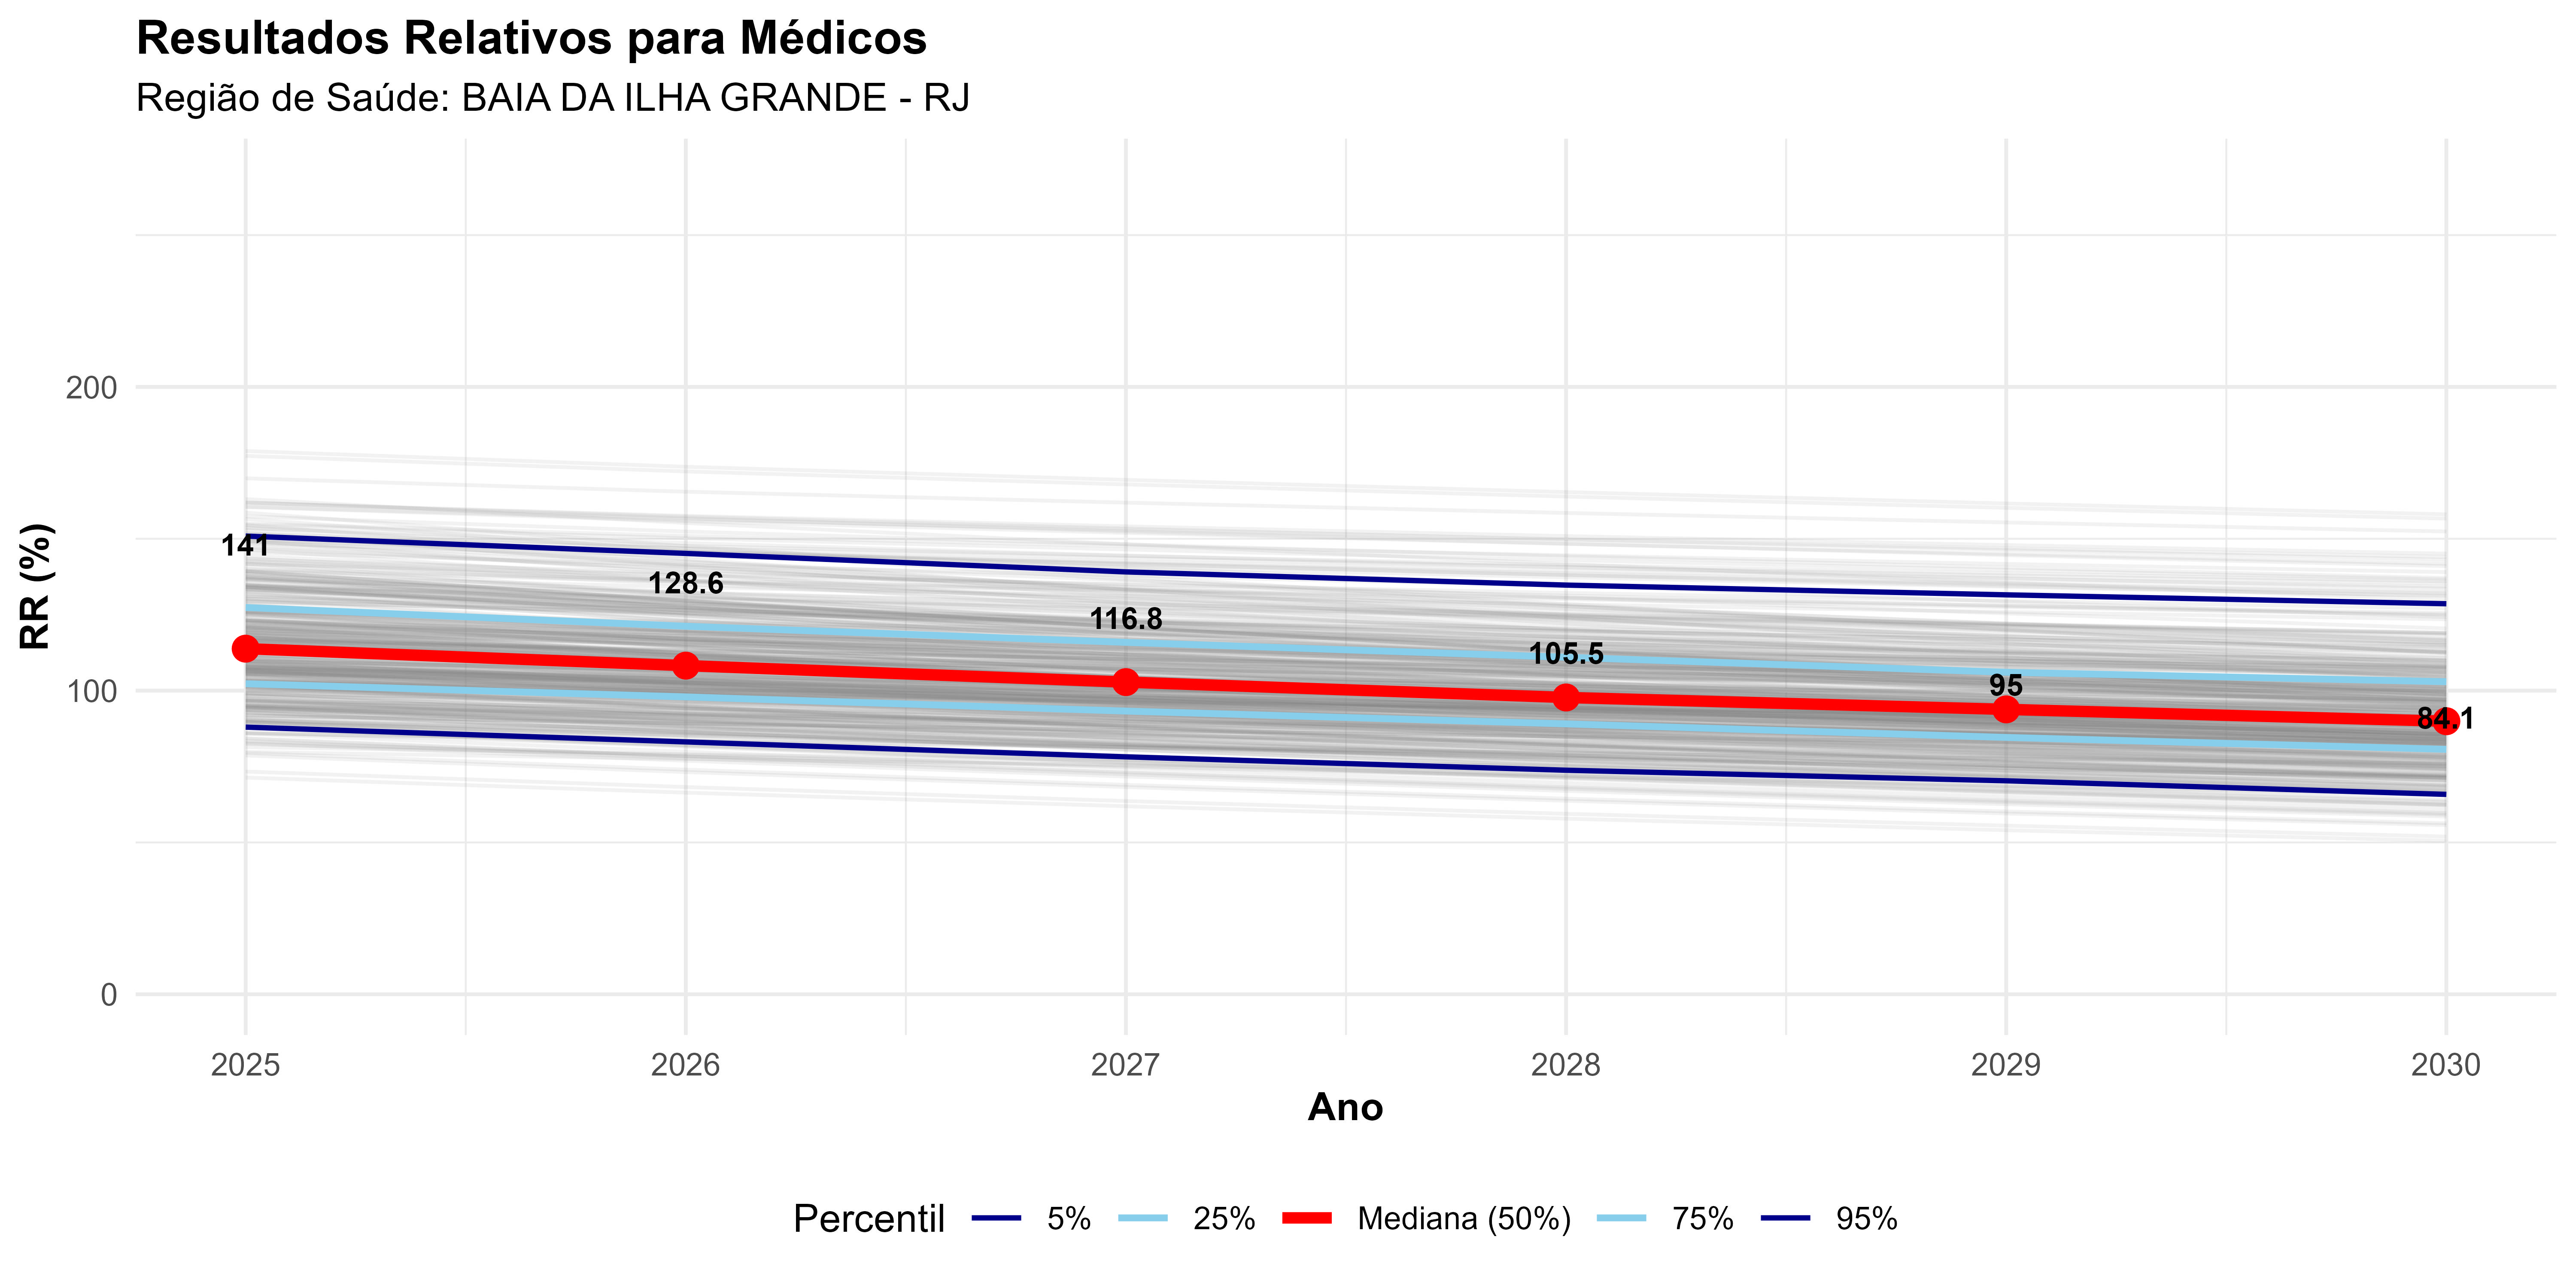 Resultados Relativos para Médicos
Região de Saúde: BAIA DA ILHA GRANDE - RJ
RR (%)
200
100
0
141
128.6
116.8
105.5
95
84.1
2025 2026 2027 2028 2029 2030
Ano
Percentil 5% 25% Mediana (50%) 75% 95%